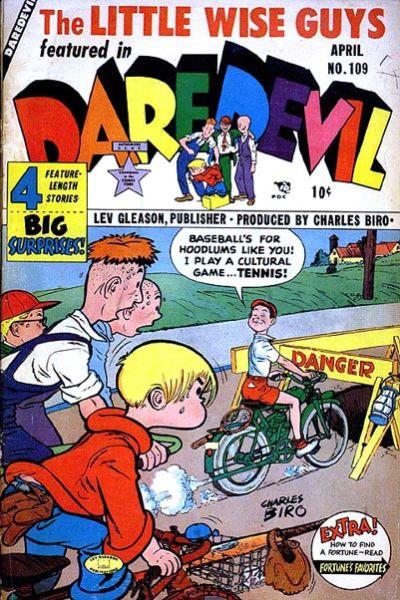 DAREDEVIL
The LITTLE WISE GUYS
featured in
APRIL
NO. 109
DAREDEVIL
4 FEATURE-
LENGTH
STORIES
BIG
SURPRISES!
PDC
10¢
LEV GLEASON, PUBLISHER • PRODUCED BY CHARLES BIRO•
BASEBALL'S FOR
HOODLUMS LIKE YOU!
I PLAY A CULTURAL
GAME...TENNIS!
DANGER
CHARLES
BIRO
EXTRA!
HOW TO FIND
A FORTUNE—READ
FORTUNE'S FAVORITES